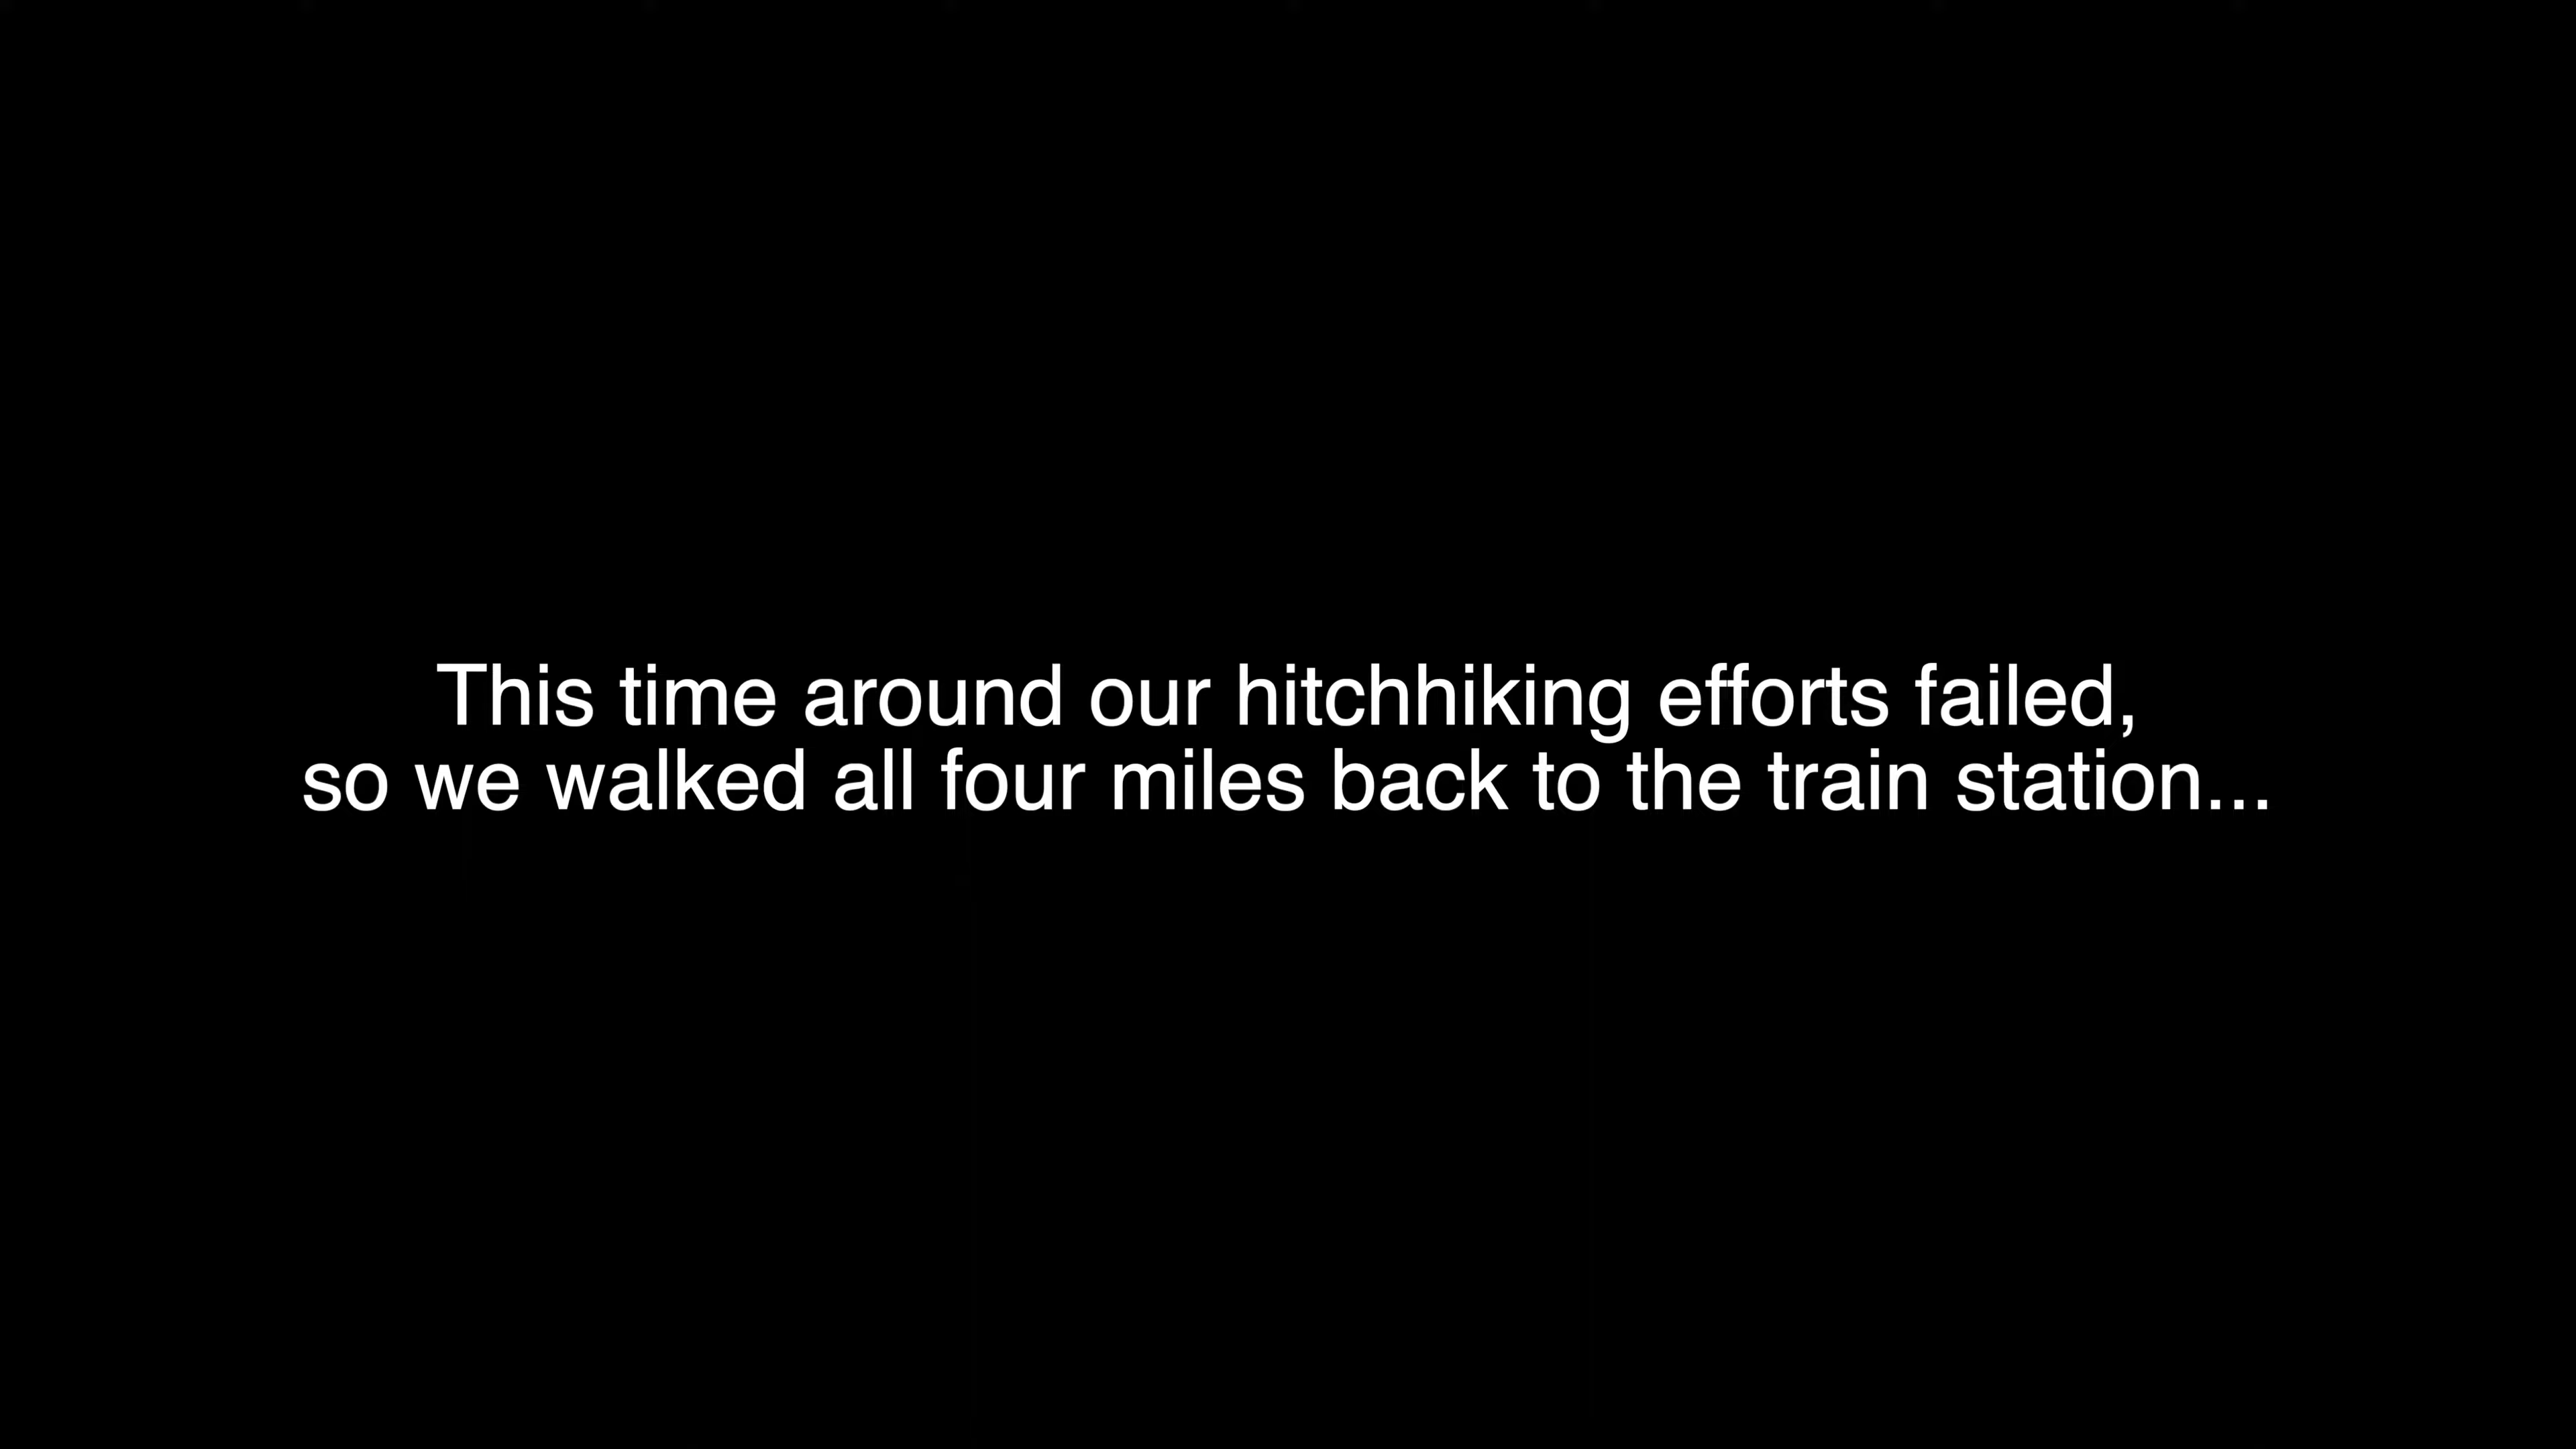 This time around our hitchhiking efforts failed,
so we walked all four miles back to the train station...